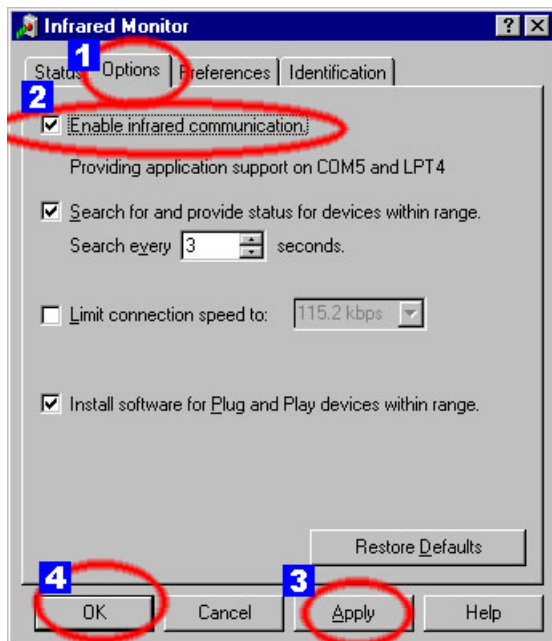 Infrared Monitor
1
Status Options Preferences Identification
2
Enable infrared communication.
Providing application support on COM5 and LPT4
Search for and provide status for devices within range.
Search every 3 seconds.
Limit connection speed to: 115.2 kbps
Install software for Plug and Play devices within range.
Restore Defaults
4
3
OK Cancel Apply Help